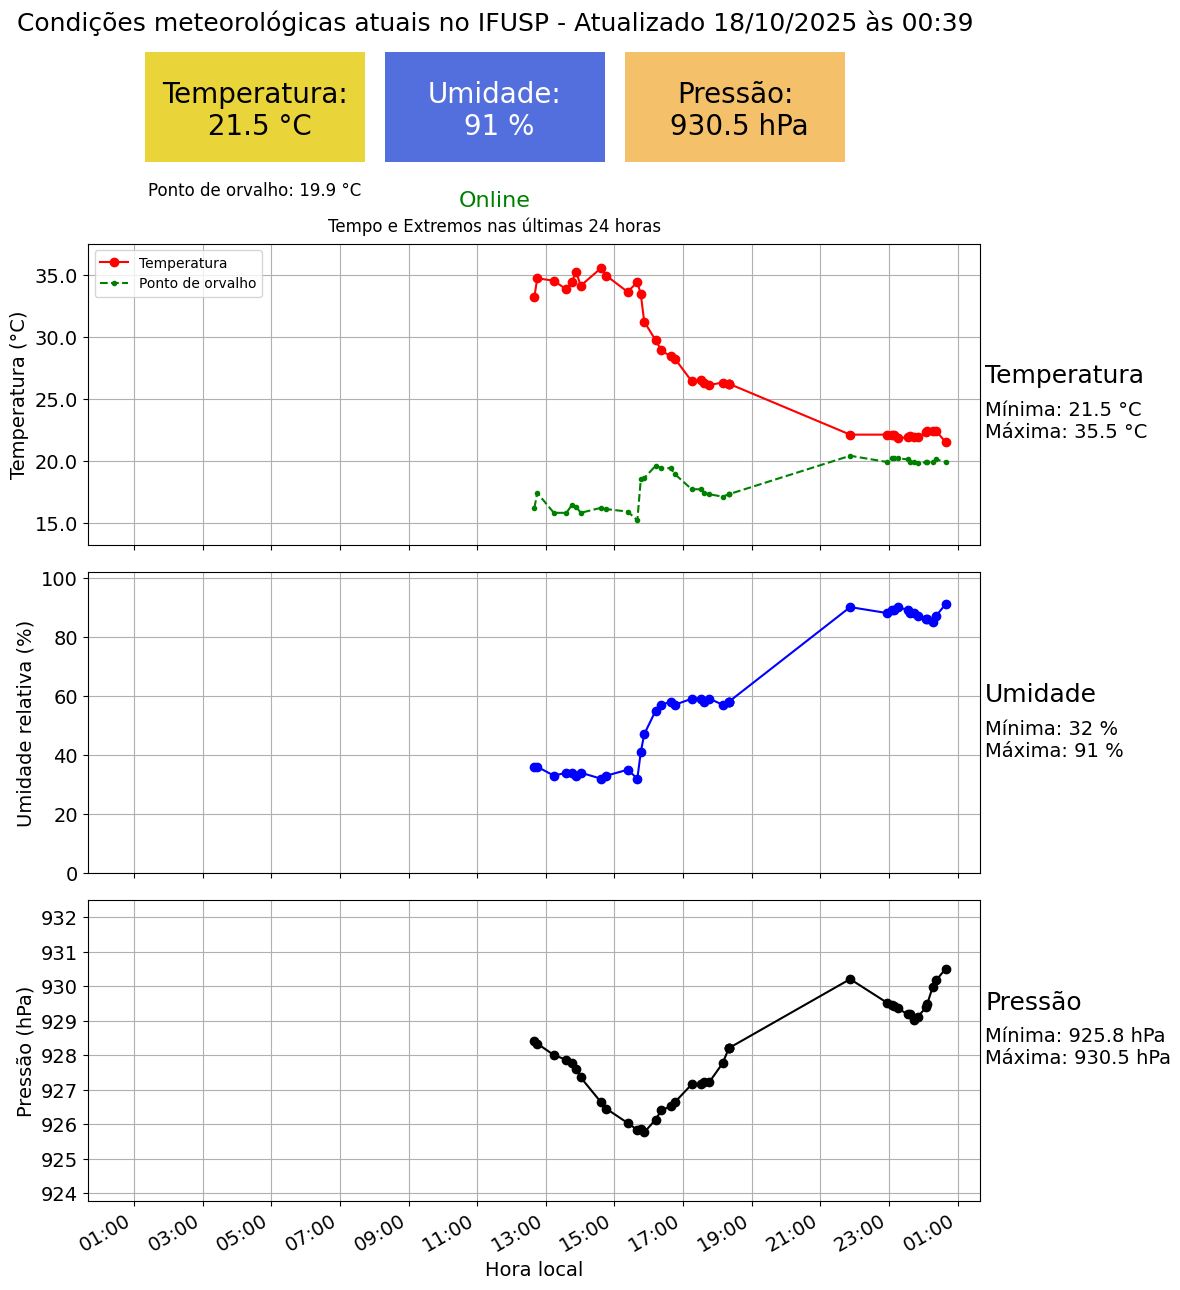 Condições meteorológicas atuais no IFUSP - Atualizado 18/10/2025 às 00:39
Temperatura:
21.5 °C
Umidade:
91 %
Pressão:
930.5 hPa
Ponto de orvalho: 19.9 °C
Online
Tempo e Extremos nas últimas 24 horas
Temperatura
Ponto de orvalho
35.0
30.0
25.0
20.0
15.0
Temperatura (°C)
Temperatura
Mínima: 21.5 °C
Máxima: 35.5 °C
100
80
60
40
20
0
Umidade relativa (%)
Umidade
Mínima: 32 %
Máxima: 91 %
932
931
930
929
928
927
926
925
924
Pressão (hPa)
Pressão
Mínima: 925.8 hPa
Máxima: 930.5 hPa
01:00
03:00
05:00
07:00
09:00
11:00
13:00
15:00
17:00
19:00
21:00
23:00
01:00
Hora local